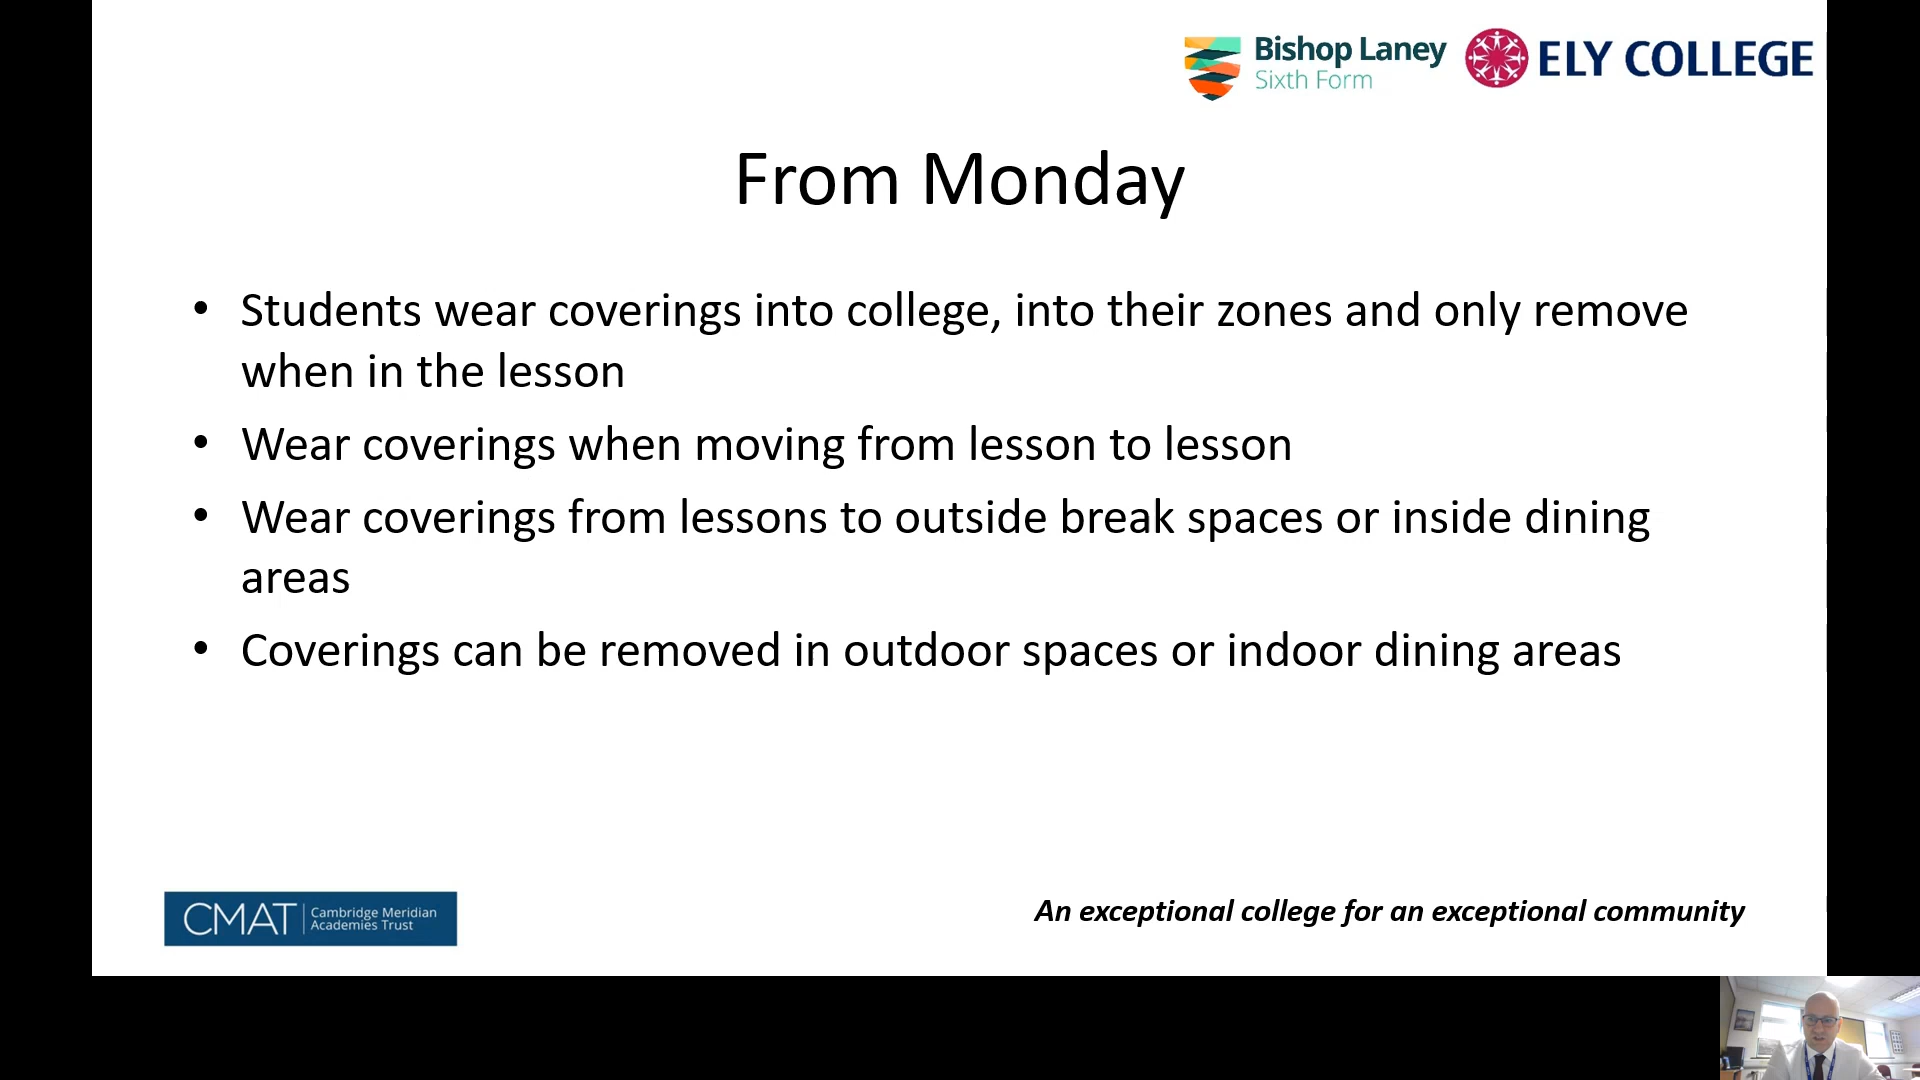 Bishop Laney
Sixth Form
ELY COLLEGE
From Monday
• Students wear coverings into college, into their zones and only remove
when in the lesson
• Wear coverings when moving from lesson to lesson
• Wear coverings from lessons to outside break spaces or inside dining
areas
• Coverings can be removed in outdoor spaces or indoor dining areas
CMAT
Cambridge Meridian
Academies Trust
An exceptional college for an exceptional community